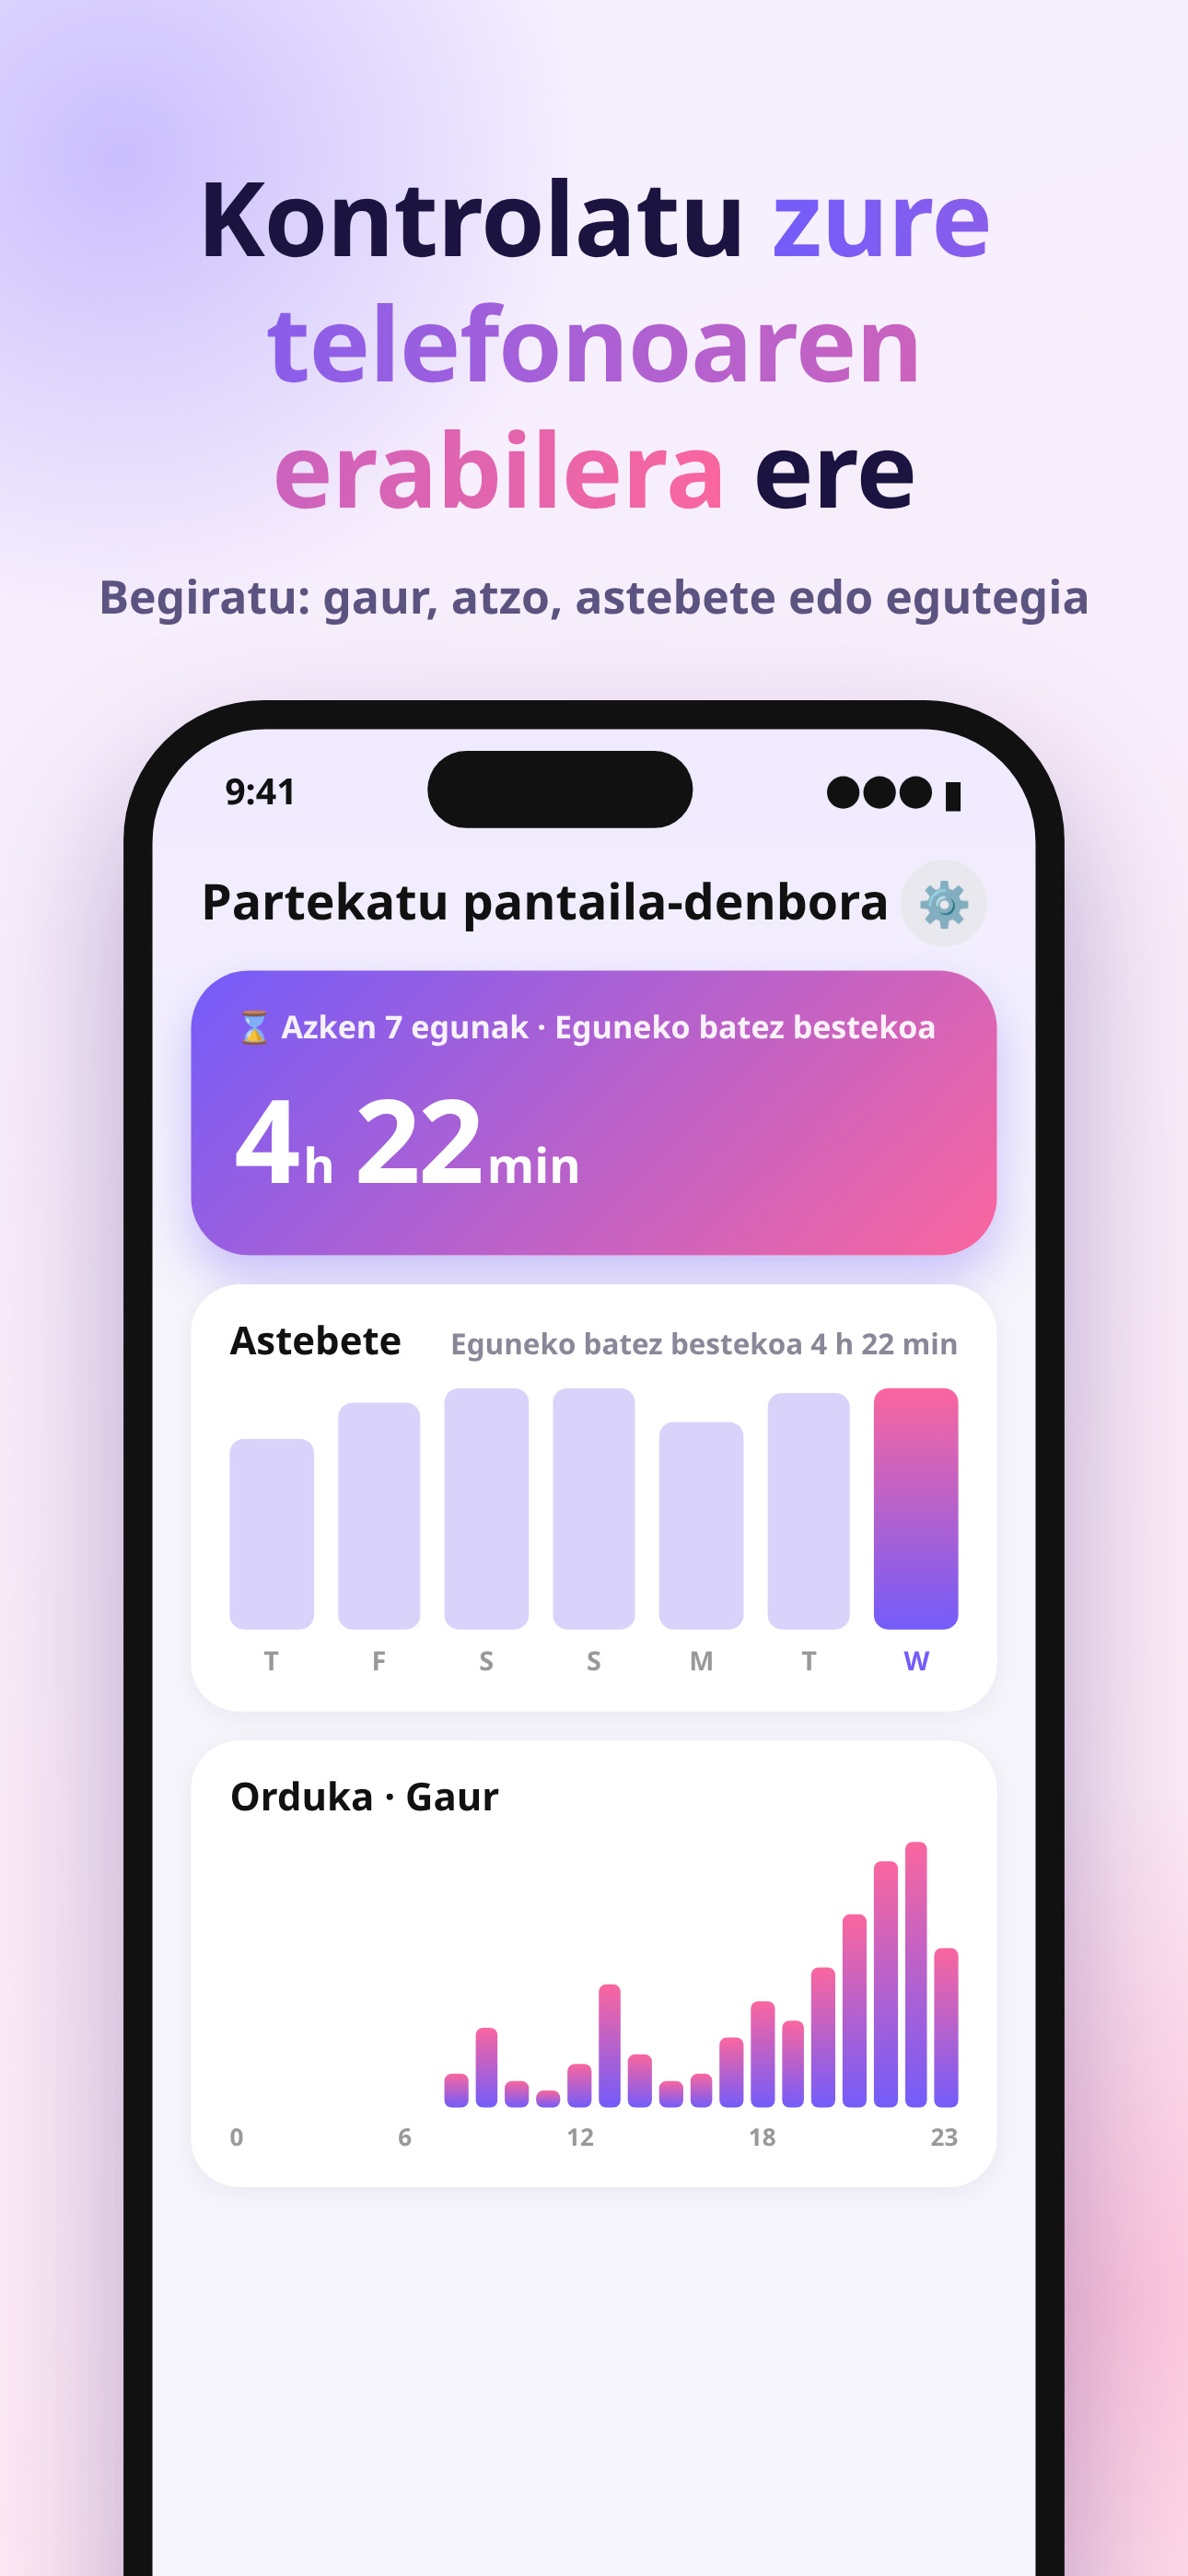 Kontrolatu zure
telefonoaren
erabilera ere
Begiratu: gaur, atzo, astebete edo egutegia
9:41
Partekatu pantaila-denbora
Azken 7 egunak · Eguneko batez bestekoa
4h 22min
Astebete
Eguneko batez bestekoa 4 h 22 min
T F S S M T W
Orduka · Gaur
0 6 12 18 23